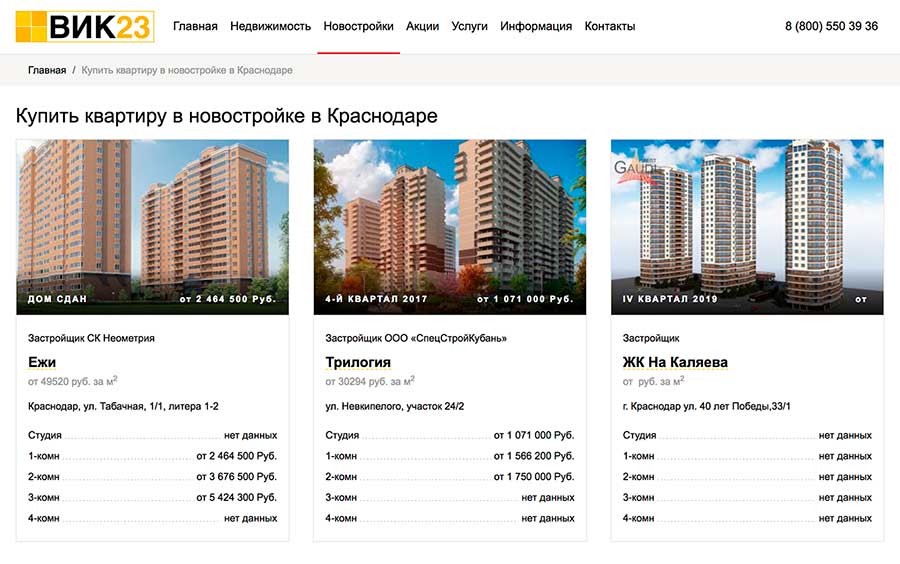 ВИК23
Главная Недвижимость Новостройки Акции Услуги Информация Контакты
8 (800) 550 39 36
Главная / Купить квартиру в новостройке в Краснодаре
Купить квартиру в новостройке в Краснодаре
ДОМ СДАН от 2 464 500 Руб.
Застройщик СК Неометрия
Ежи
от 49520 руб. за м2
Краснодар, ул. Табачная, 1/1, литера 1-2
Студия нет данных
1-комн от 2 464 500 Руб.
2-комн от 3 676 500 Руб.
3-комн от 5 424 300 Руб.
4-комн нет данных
4-Й КВАРТАЛ 2017 от 1 071 000 Руб.
Застройщик ООО «СпецСтройКубань»
Трилогия
от 30294 руб. за м2
ул. Невкипелого, участок 24/2
Студия от 1 071 000 Руб.
1-комн от 1 566 200 Руб.
2-комн от 1 750 000 Руб.
3-комн нет данных
4-комн нет данных
GAUDI
IV КВАРТАЛ 2019 от
Застройщик
ЖК На Каляева
от руб. за м2
г. Краснодар ул. 40 лет Победы,33/1
Студия нет данных
1-комн нет данных
2-комн нет данных
3-комн нет данных
4-комн нет данных